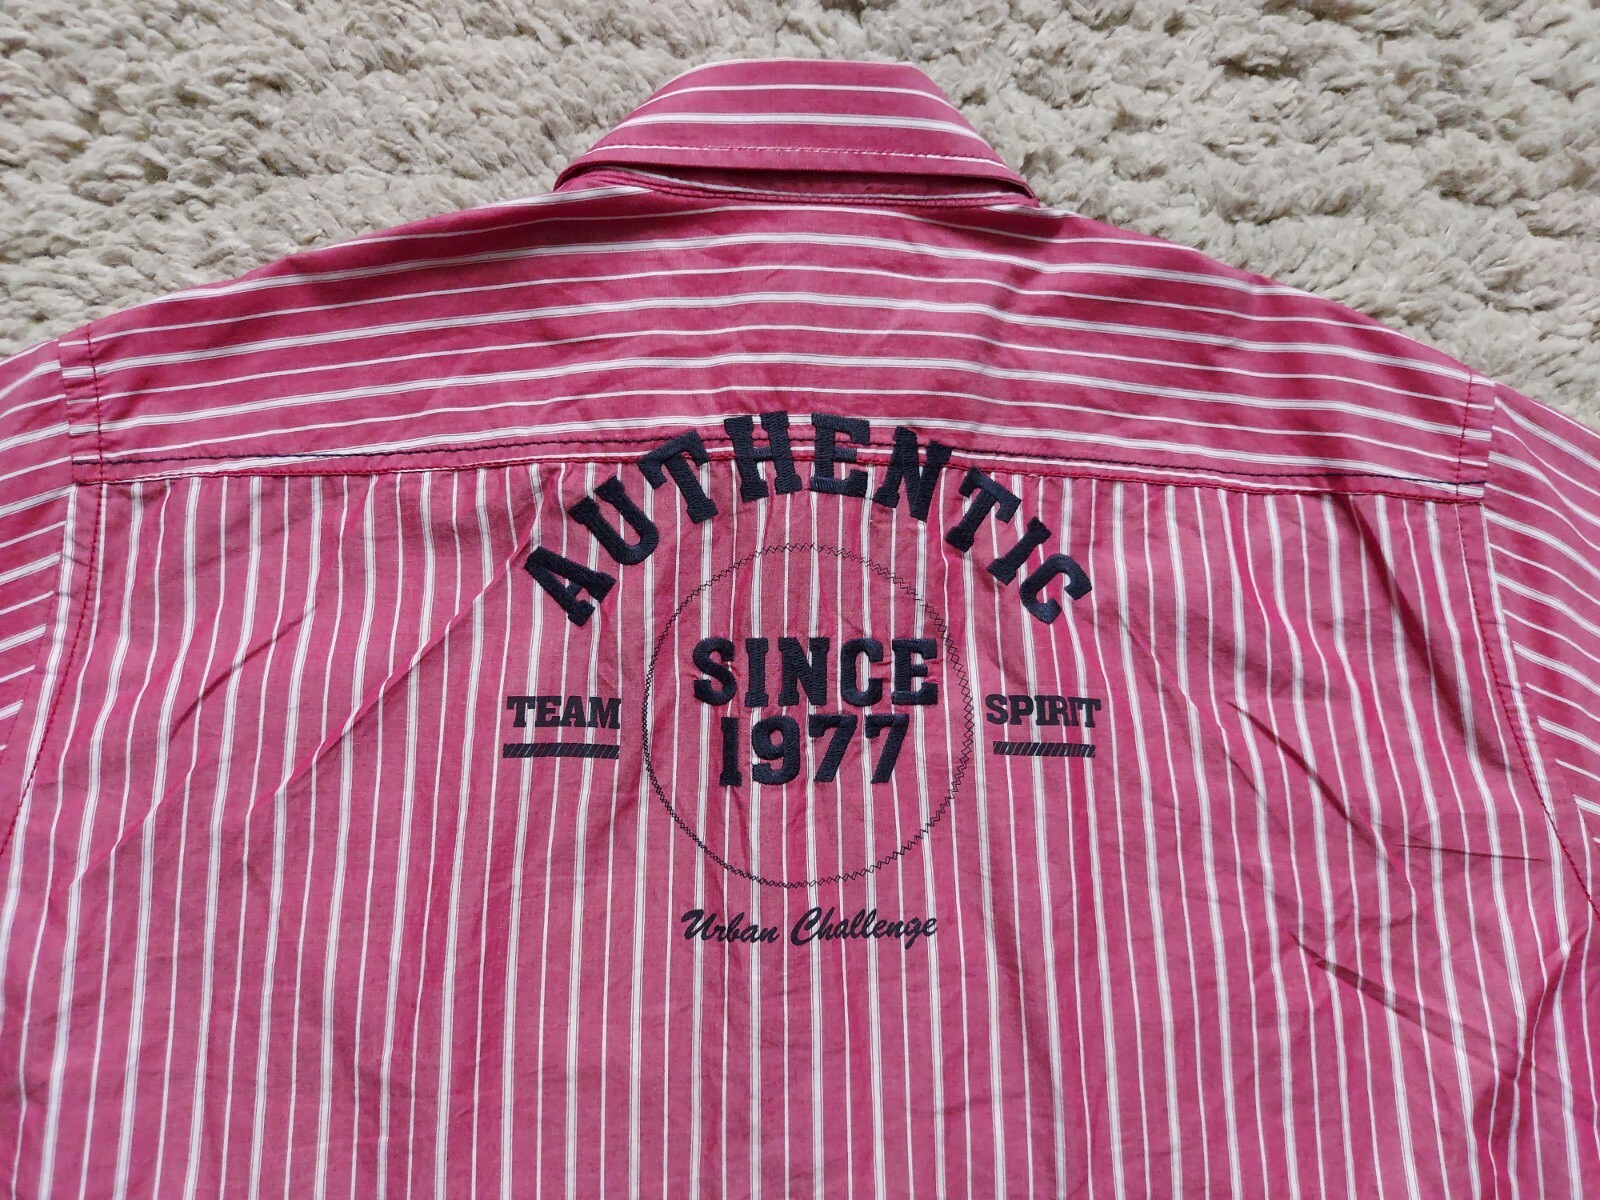 AUTHENTIC
SINCE
1977
TEAM
SPIRIT
Urban Challenge